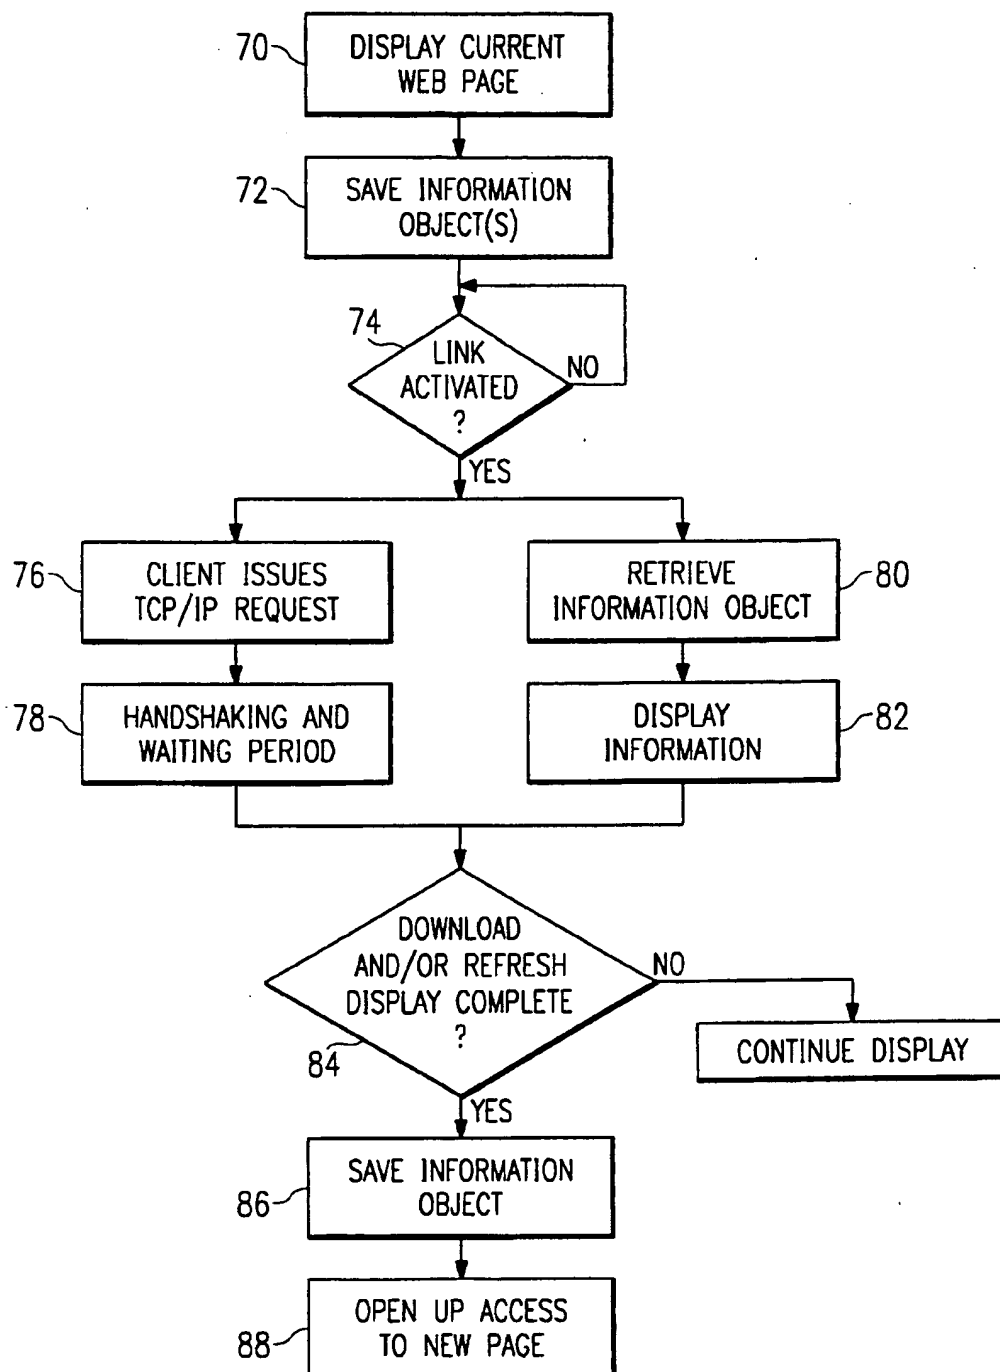 70
DISPLAY CURRENT
WEB PAGE
72
SAVE INFORMATION
OBJECT(S)
74
LINK
ACTIVATED
?
NO
YES
76
CLIENT ISSUES
TCP/IP REQUEST
RETRIEVE
INFORMATION OBJECT
80
78
HANDSHAKING AND
WAITING PERIOD
DISPLAY
INFORMATION
82
DOWNLOAD
AND/OR REFRESH
DISPLAY COMPLETE
?
84
NO
CONTINUE DISPLAY
YES
86
SAVE INFORMATION
OBJECT
88
OPEN UP ACCESS
TO NEW PAGE